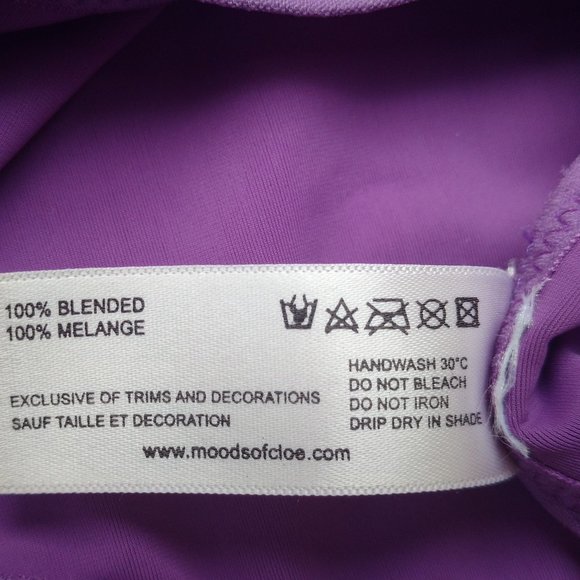 100% BLENDED
100% MELANGE
HANDWASH 30°C
DO NOT BLEACH
DO NOT IRON
DRIP DRY IN SHADE
EXCLUSIVE OF TRIMS AND DECORATIONS
SAUF TAILLE ET DECORATION
www.moodsofcloe.com